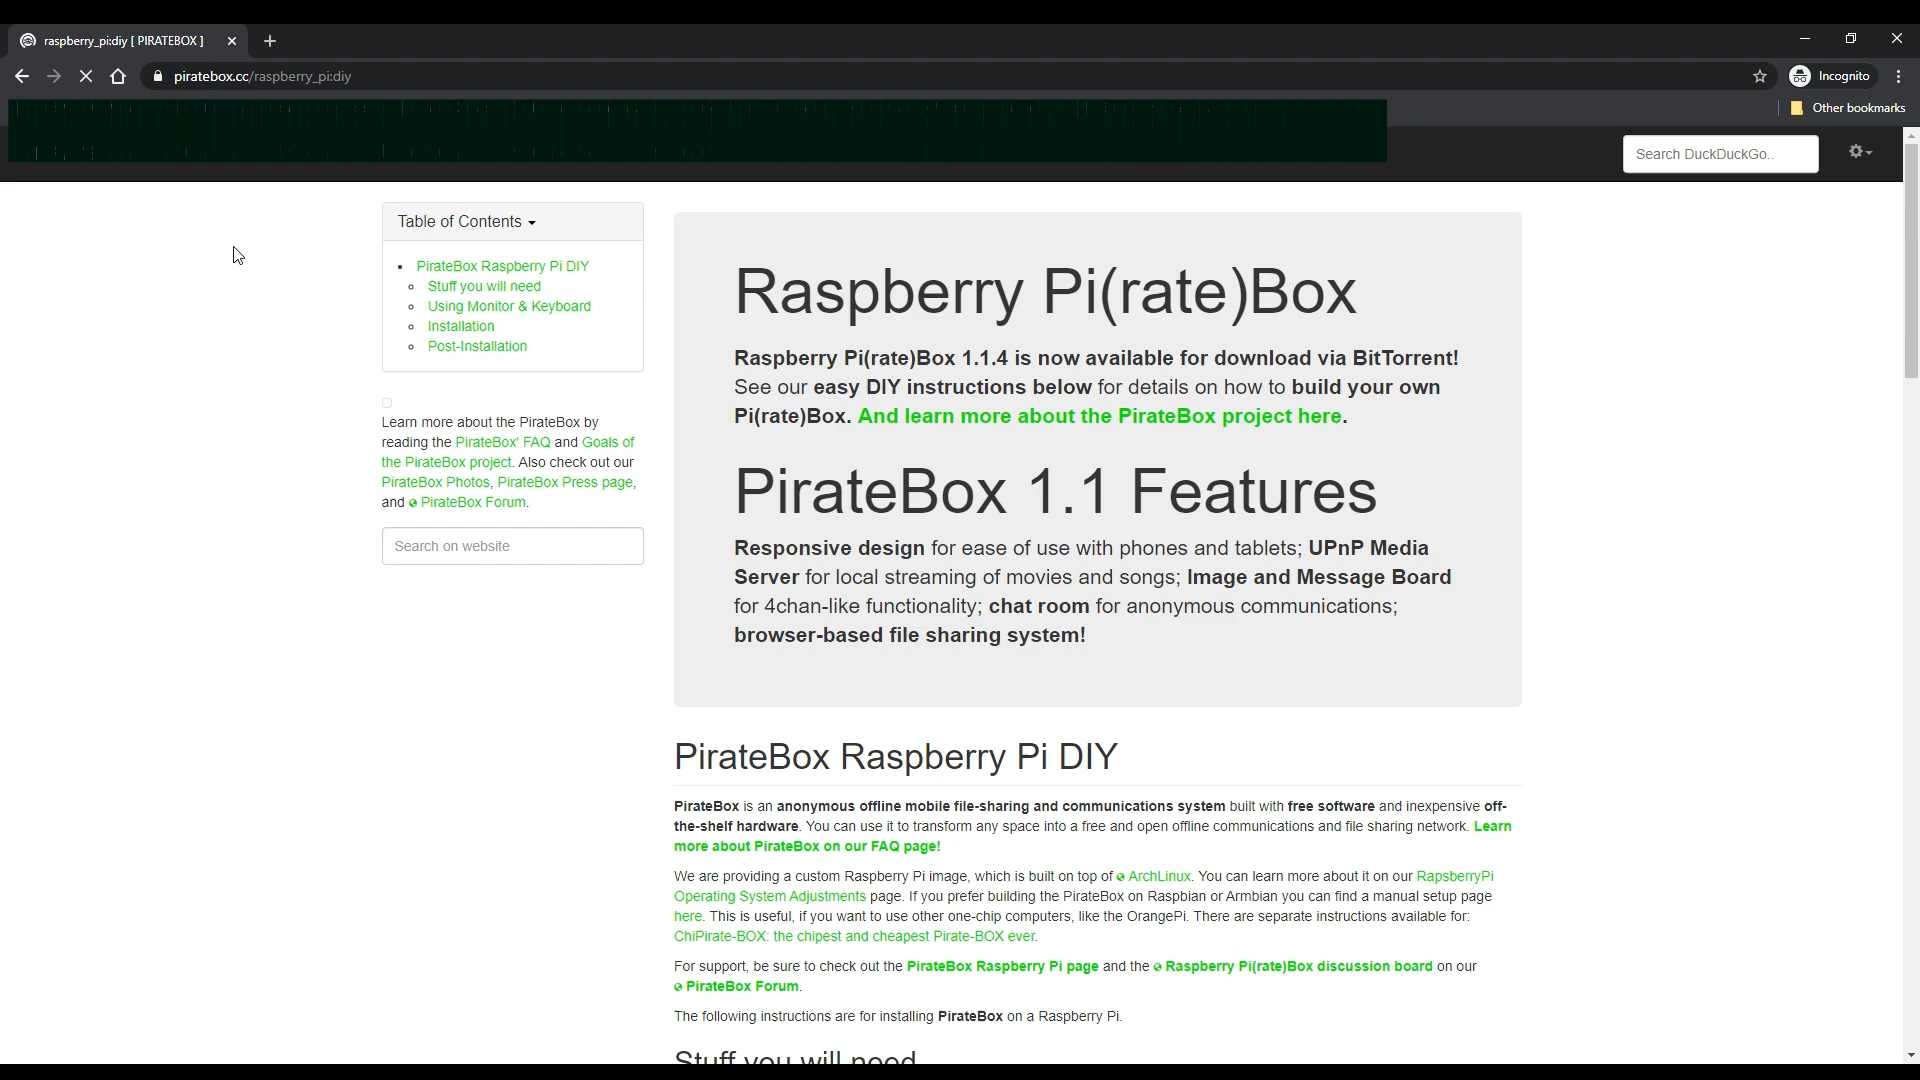 raspberry_pi:diy [ PIRATEBOX ]
piratebox.cc/raspberry_pi:diy
Incognito
Other bookmarks
Search DuckDuckGo..
Table of Contents
PirateBox Raspberry Pi DIY
Stuff you will need
Using Monitor & Keyboard
Installation
Post-Installation
Learn more about the PirateBox by
reading the PirateBox' FAQ and Goals of
the PirateBox project. Also check out our
PirateBox Photos, PirateBox Press page,
and PirateBox Forum.
Search on website
Raspberry Pi(rate)Box
Raspberry Pi(rate)Box 1.1.4 is now available for download via BitTorrent!
See our easy DIY instructions below for details on how to build your own
Pi(rate)Box. And learn more about the PirateBox project here.
PirateBox 1.1 Features
Responsive design for ease of use with phones and tablets; UPnP Media
Server for local streaming of movies and songs; Image and Message Board
for 4chan-like functionality; chat room for anonymous communications;
browser-based file sharing system!
PirateBox Raspberry Pi DIY
PirateBox is an anonymous offline mobile file-sharing and communications system built with free software and inexpensive off-
the-shelf hardware. You can use it to transform any space into a free and open offline communications and file sharing network. Learn
more about PirateBox on our FAQ page!
We are providing a custom Raspberry Pi image, which is built on top of ArchLinux. You can learn more about it on our RapsberryPi
Operating System Adjustments page. If you prefer building the PirateBox on Raspbian or Armbian you can find a manual setup page
here. This is useful, if you want to use other one-chip computers, like the OrangePi. There are separate instructions available for:
ChiPirate-BOX: the chipest and cheapest Pirate-BOX ever.
For support, be sure to check out the PirateBox Raspberry Pi page and the Raspberry Pi(rate)Box discussion board on our
PirateBox Forum.
The following instructions are for installing PirateBox on a Raspberry Pi.
Stuff you will need